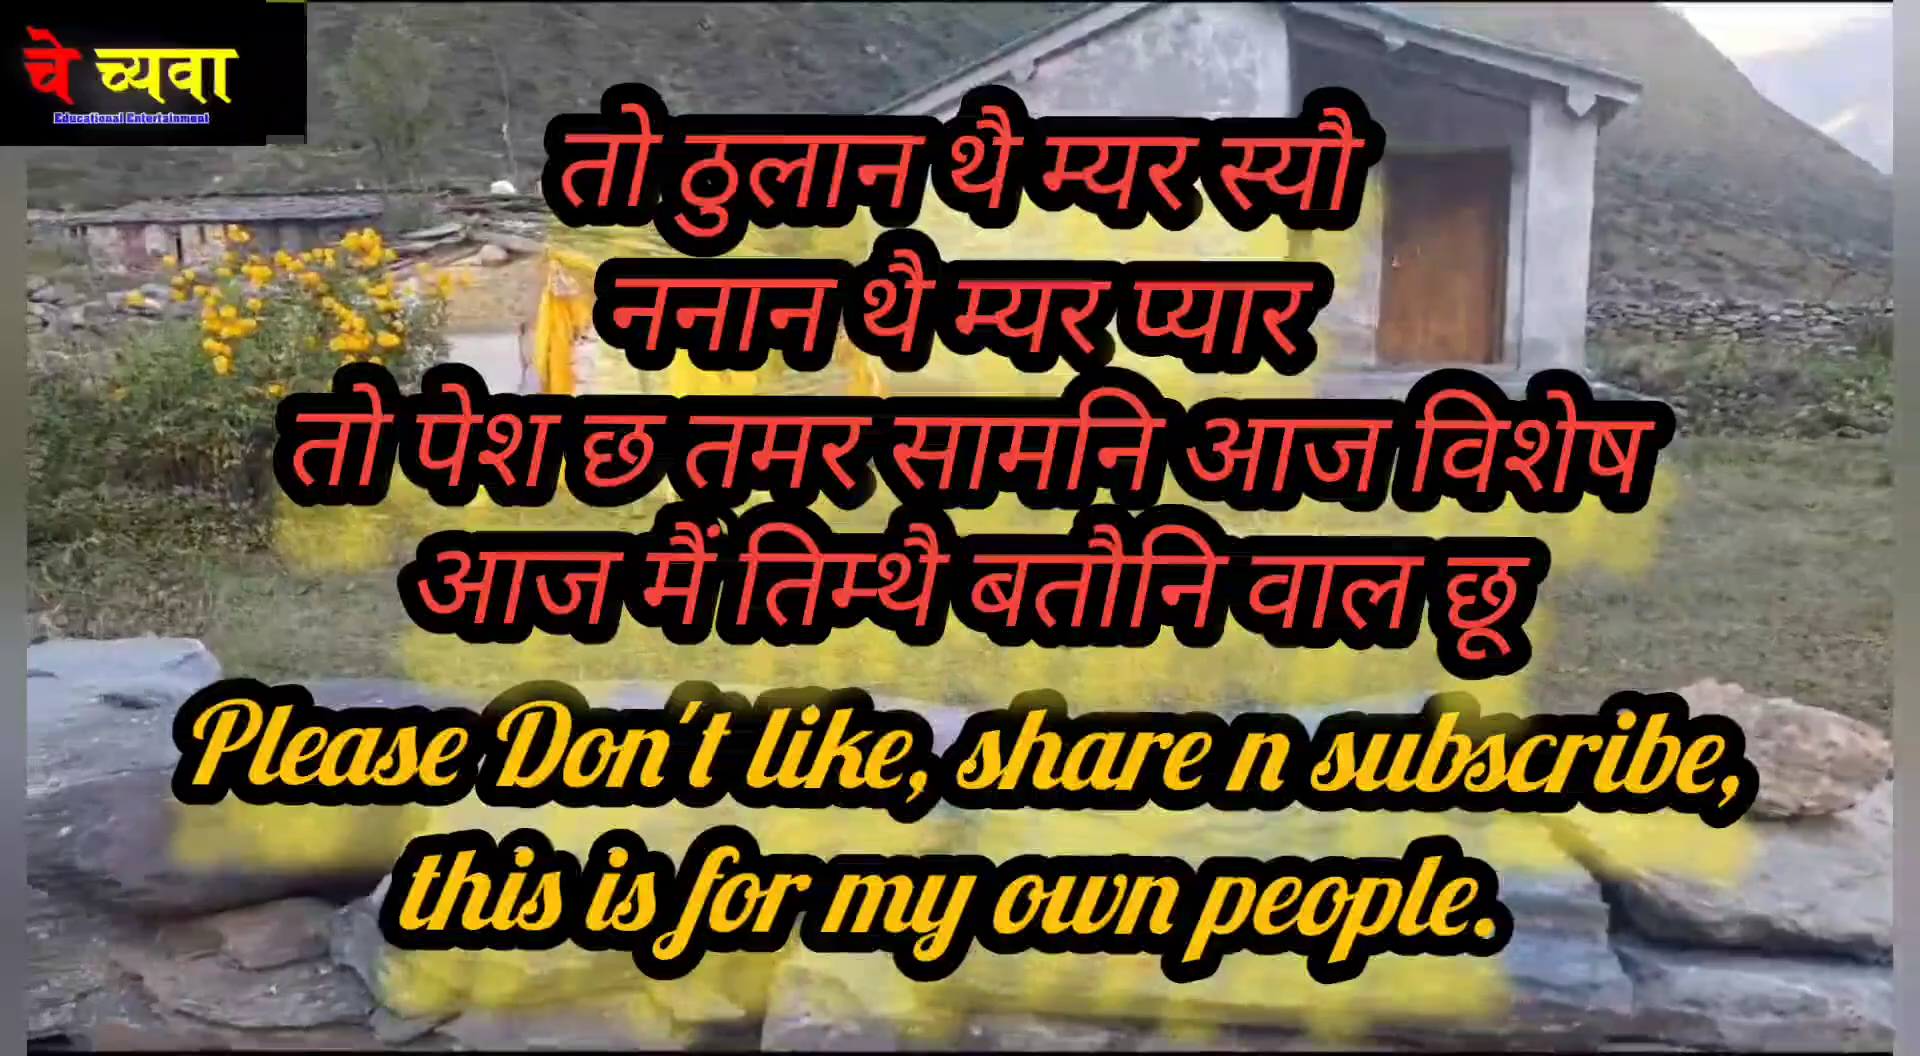 चे च्यवा
Educational Entertainment
तो ठुलान थै म्यर स्यौ
ननान थै म्यर प्यार
तो पेश छ तमर सामनि आज विशेष
आज मैं तिम्थै बतौनि वाल छू
Please Don't like, share n subscribe,
this is for my own people.